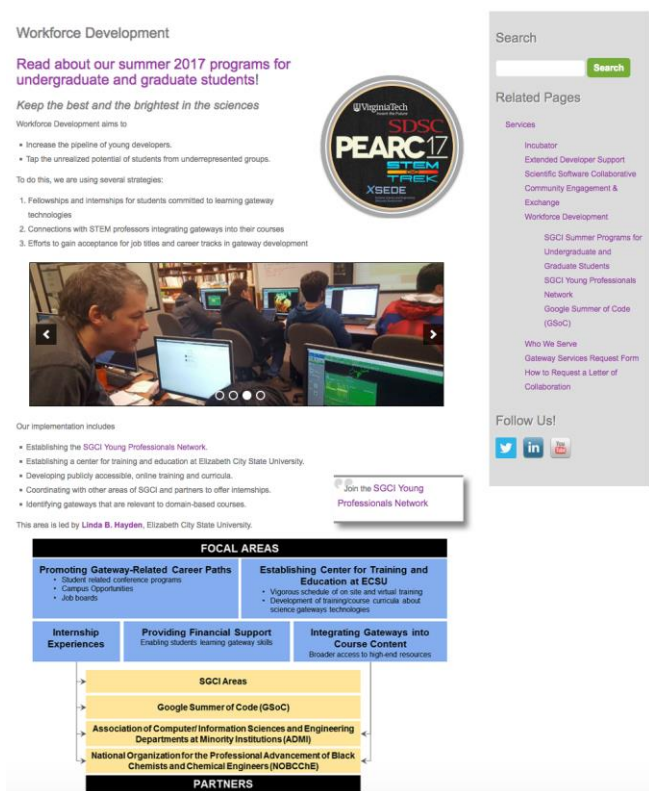 Workforce Development
Read about our summer 2017 programs for
undergraduate and graduate students!
Keep the best and the brightest in the sciences
Workforce Development aims to
• Increase the pipeline of young developers.
• Tap the unrealized potential of students from underrepresented groups.
To do this, we are using several strategies:
1. Fellowships and internships for students committed to learning gateway
technologies
2. Connections with STEM professors integrating gateways into their courses
3. Efforts to gain acceptance for job titles and career tracks in gateway development
VirginiaTech
SDSC
PEARC17
STEM
TREK
XSEDE
Our implementation includes
• Establishing the SGCI Young Professionals Network.
• Establishing a center for training and education at Elizabeth City State University.
• Developing publicly accessible, online training and curricula.
• Coordinating with other areas of SGCI and partners to offer internships.
• Identifying gateways that are relevant to domain-based courses.
Join the SGCI Young
Professionals Network
This area is led by Linda B. Hayden, Elizabeth City State University.
FOCAL AREAS
Promoting Gateway-Related Career Paths
• Student related conference programs
• Campus Opportunities
• Job boards
Establishing Center for Training and
Education at ECSU
• Vigorous schedule of on site and virtual training
• Development of training/course curricula about
science gateways technologies
Internship
Experiences
Providing Financial Support
Enabling students learning gateway skills
Integrating Gateways into
Course Content
Broader access to high-end resources
SGCI Areas
Google Summer of Code (GSoC)
Association of Computer/Information Sciences and Engineering
Departments at Minority Institutions (ADMI)
National Organization for the Professional Advancement of Black
Chemists and Chemical Engineers (NOBCChE)
PARTNERS
Search
Search
Related Pages
Services
Incubator
Extended Developer Support
Scientific Software Collaborative
Community Engagement &
Exchange
Workforce Development
SGCI Summer Programs for
Undergraduate and
Graduate Students
SGCI Young Professionals
Network
Google Summer of Code
(GSoC)
Who We Serve
Gateway Services Request Form
How to Request a Letter of
Collaboration
Follow Us!
in
You
Tube